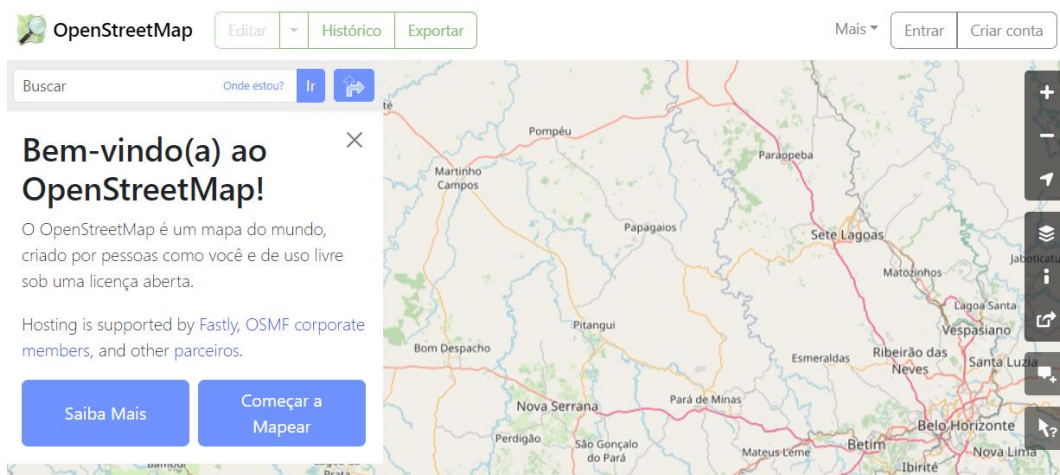 OpenStreetMap
Editar
Histórico
Exportar
Mais
Entrar
Criar conta
Buscar
Onde estou?
Ir
Bem-vindo(a) ao
OpenStreetMap!
O OpenStreetMap é um mapa do mundo,
criado por pessoas como você e de uso livre
sob uma licença aberta.
Hosting is supported by Fastly, OSMF corporate
members, and other parceiros.
Saiba Mais
Começar a
Mapear
té
Pompéu
Paraopeba
Martinho
Campos
Papagaios
Sete Lagoas
Matozinhos
Jaboticatu
Lagoa Santa
Vespasiano
Pitangui
Bom Despacho
Esmeraldas
Ribeirão das
Neves
Santa Luzia
Nova Serrana
Pará de Minas
Belo Horizonte
Perdigão
São Gonçalo
do Pará
Mateus Leme
Betim
Nova Lima
Ibirité